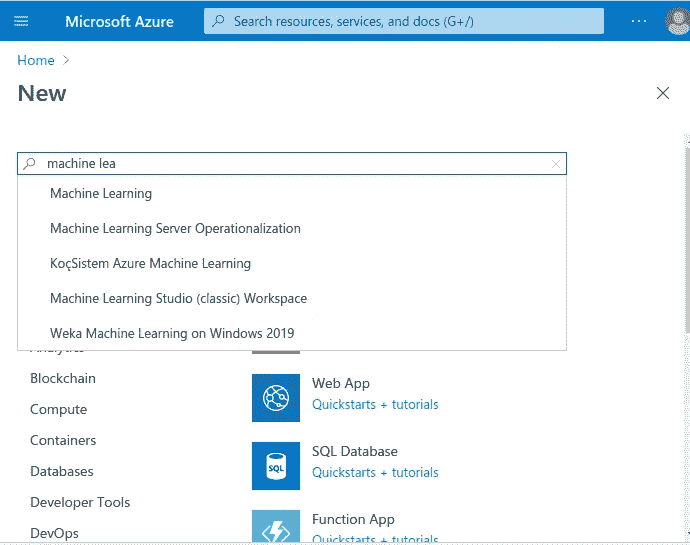 Microsoft Azure
Search resources, services, and docs (G+/)
...
Home >
New
machine lea
Machine Learning
Machine Learning Server Operationalization
KoçSistem Azure Machine Learning
Machine Learning Studio (classic) Workspace
Weka Machine Learning on Windows 2019
Analytics
Blockchain
Web App
Quickstarts + tutorials
Compute
Containers
SQL Database
SQL
Quickstarts + tutorials
Databases
Developer Tools
Function App
DevOps
Quickstarts + tutorials